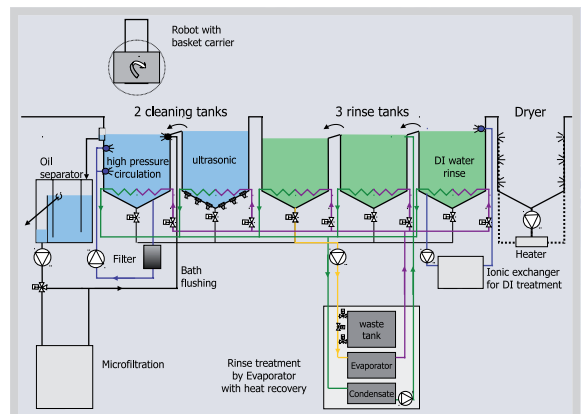 Robot with
basket carrier
2 cleaning tanks
3 rinse tanks
Dryer
Oil
separator
high pressure
circulation
ultrasonic
DI water
rinse
Filter
Bath
flushing
Heater
Ionic exchanger
for DI treatment
Microfiltration
Rinse treatment
by Evaporator
with heat recovery
waste
tank
Evaporator
Condensate